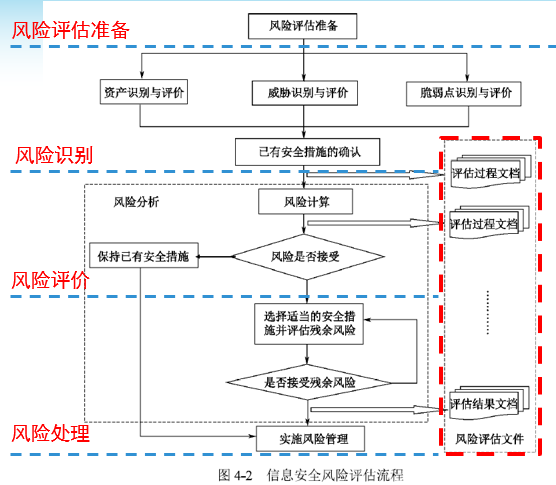 风险评估准备
风险评估准备
资产识别与评价
威胁识别与评价
脆弱点识别与评价
已有安全措施的确认
风险识别
评估过程文档
风险分析
风险计算
评估过程文档
保持已有安全措施
风险是否接受
风险评价
选择适当的安全措
施并评估残余风险
是否接受残余风险
评估结果文档
风险处理
实施风险管理
风险评估文件
图 4-2 信息安全风险评估流程